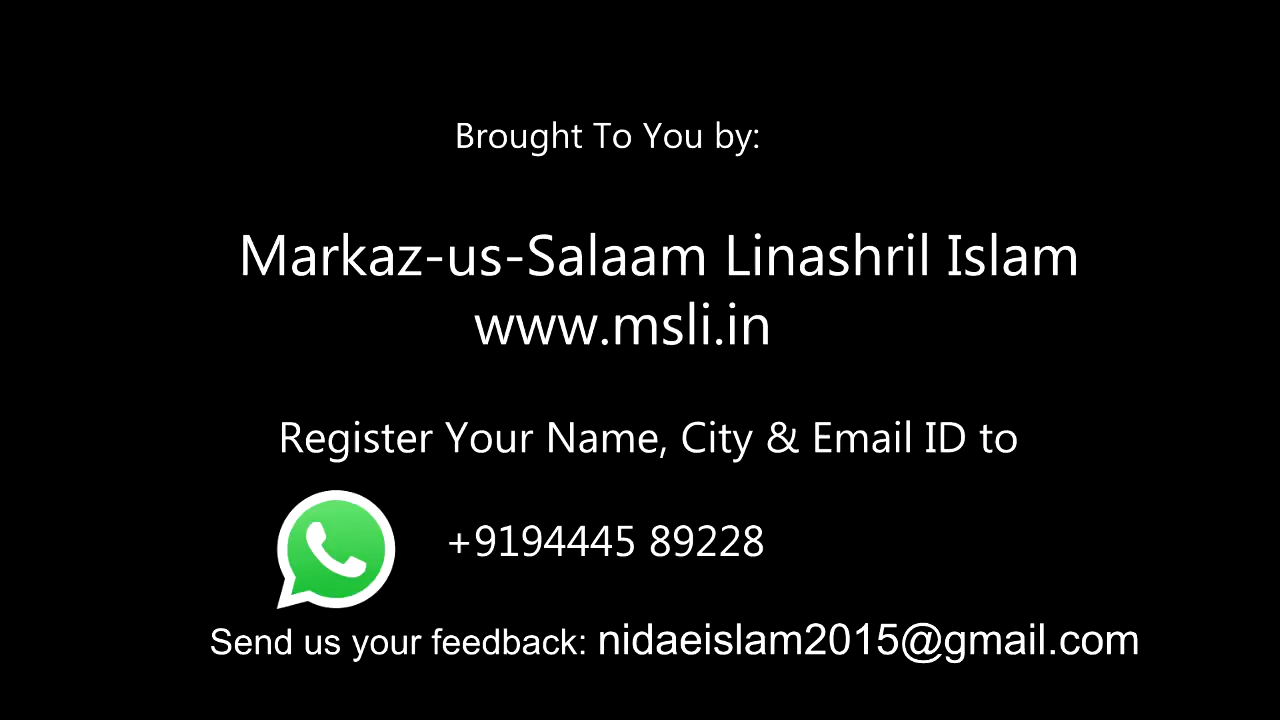 Brought To You by:
Markaz-us-Salaam Linashril Islam
www.msli.in
Register Your Name, City & Email ID to
+9194445 89228
Send us your feedback: nidaeislam2015@gmail.com